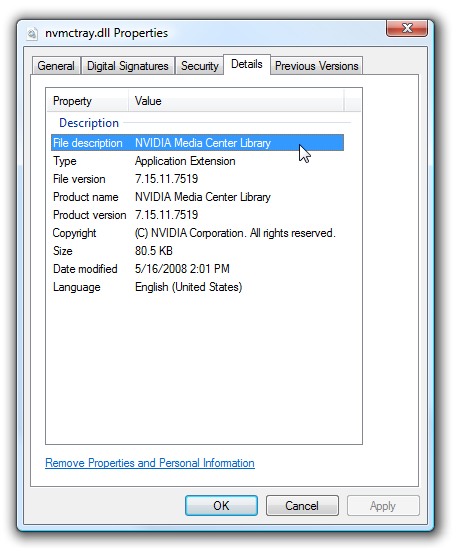 nvmctray.dll Properties
General Digital Signatures Security Details Previous Versions
Property Value
Description
File description NVIDIA Media Center Library
Type Application Extension
File version 7.15.11.7519
Product name NVIDIA Media Center Library
Product version 7.15.11.7519
Copyright (C) NVIDIA Corporation. All rights reserved.
Size 80.5 KB
Date modified 5/16/2008 2:01 PM
Language English (United States)
Remove Properties and Personal Information
OK Cancel Apply